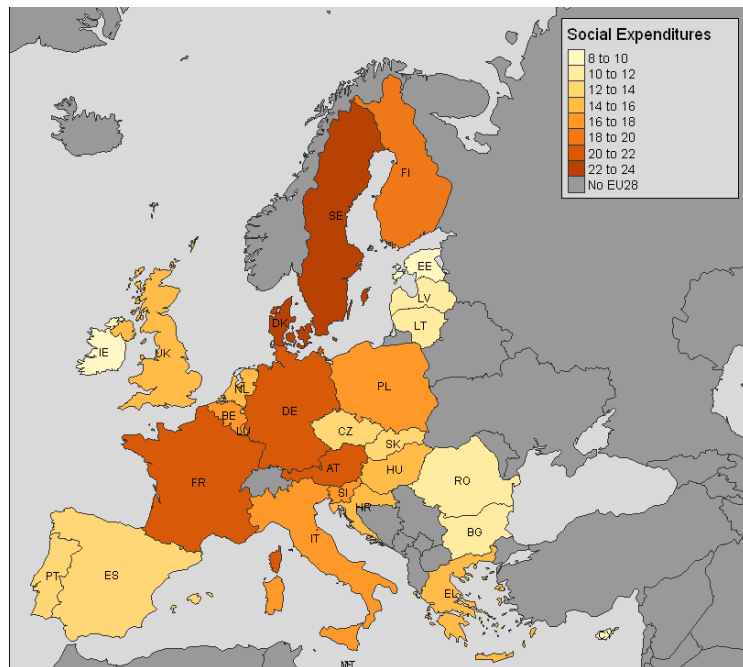 Social Expenditures
8 to 10
10 to 12
12 to 14
14 to 16
16 to 18
18 to 20
20 to 22
22 to 24
No EU28
FI
SE
EE
LV
LT
DK
IE
UK
NL
PL
DE
BE
LU
CZ
SK
FR
AT
HU
RO
SI
HR
BG
IT
PT
ES
EL
CY
MT